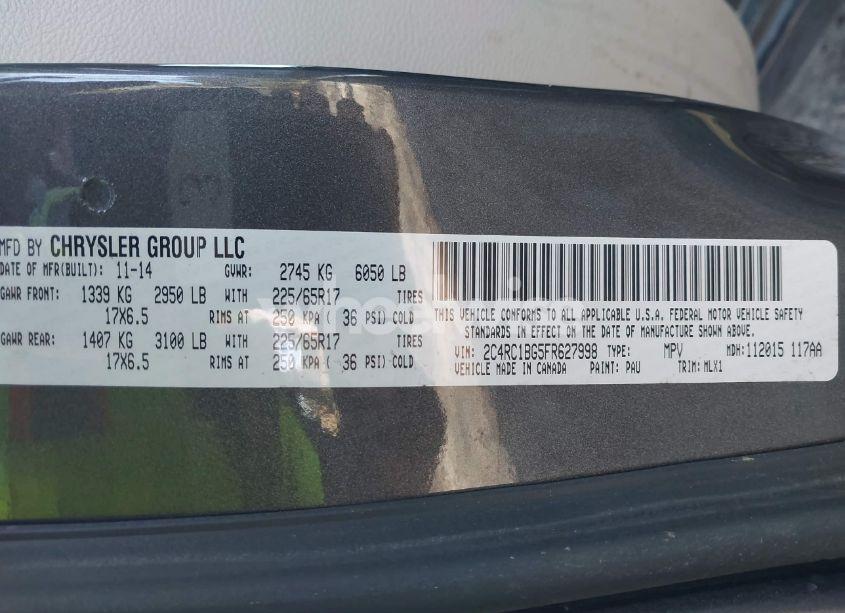 MFD BY CHRYSLER GROUP LLC
DATE OF MFR(BUILT): 11-14 GVWR: 2745 KG 6050 LB
GAWR FRONT: 1339 KG 2950 LB WITH 225/65R17 TIRES
17X6.5 RIMS AT 250 KPA ( 36 PSI) COLD
GAWR REAR: 1407 KG 3100 LB WITH 225/65R17 TIRES
17X6.5 RIMS AT 250 KPA ( 36 PSI) COLD
THIS VEHICLE CONFORMS TO ALL APPLICABLE U.S.A. FEDERAL MOTOR VEHICLE SAFETY
STANDARDS IN EFFECT ON THE DATE OF MANUFACTURE SHOWN ABOVE.
VIN: 2C4RC1BG5FR627998 TYPE: MPV MDH: 112015 117AA
VEHICLE MADE IN CANADA PAINT: PAU TRIM: MLX1